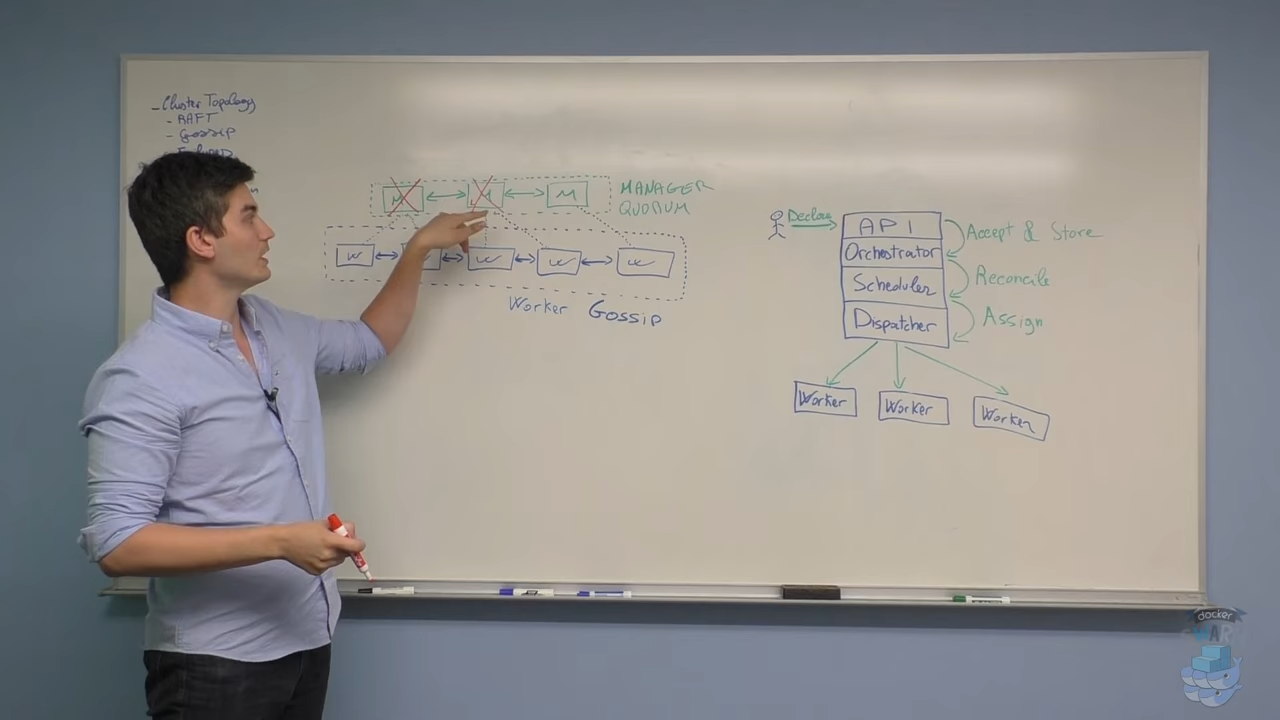 - Cluster Topology
- RAFT
- Gossip
M
M
M
MANAGER
QUORUM
W
W
W
W
Worker Gossip
Declare
API
Orchestrator
Scheduler
Dispatcher
Accept & Store
Reconcile
Assign
Worker
Worker
Worker
docker